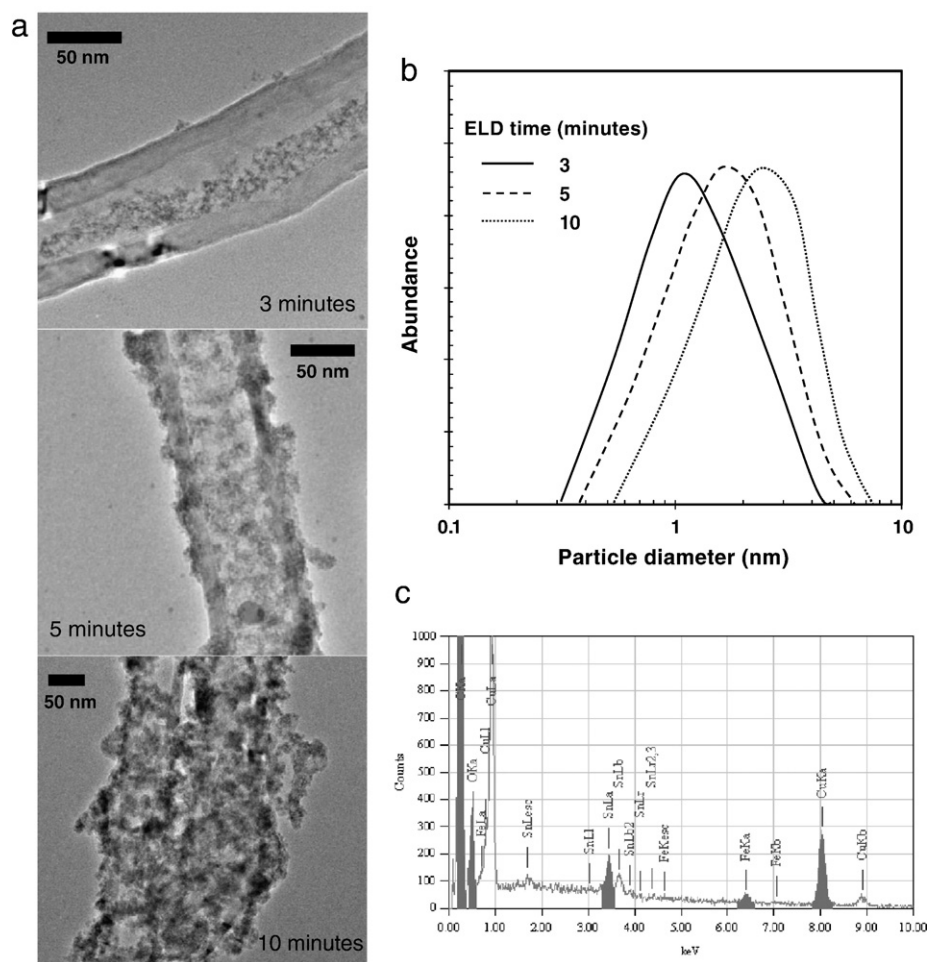 a
50 nm
3 minutes
50 nm
5 minutes
50 nm
10 minutes
b
ELD time (minutes)
3
5
10
Abundance
0.1
1
10
Particle diameter (nm)
c
1000
900
800
700
600
500
400
300
200
100
0
Counts
OKa
FeLa
CuLl
CuLa
SnLesc
SnLl
SnLa
SnLb
SnLb2
SnLr
SnLr2,3
FeKesc
FeKa
FeKb
CuKa
CuKb
0.00
1.00
2.00
3.00
4.00
5.00
6.00
7.00
8.00
9.00
10.00
keV